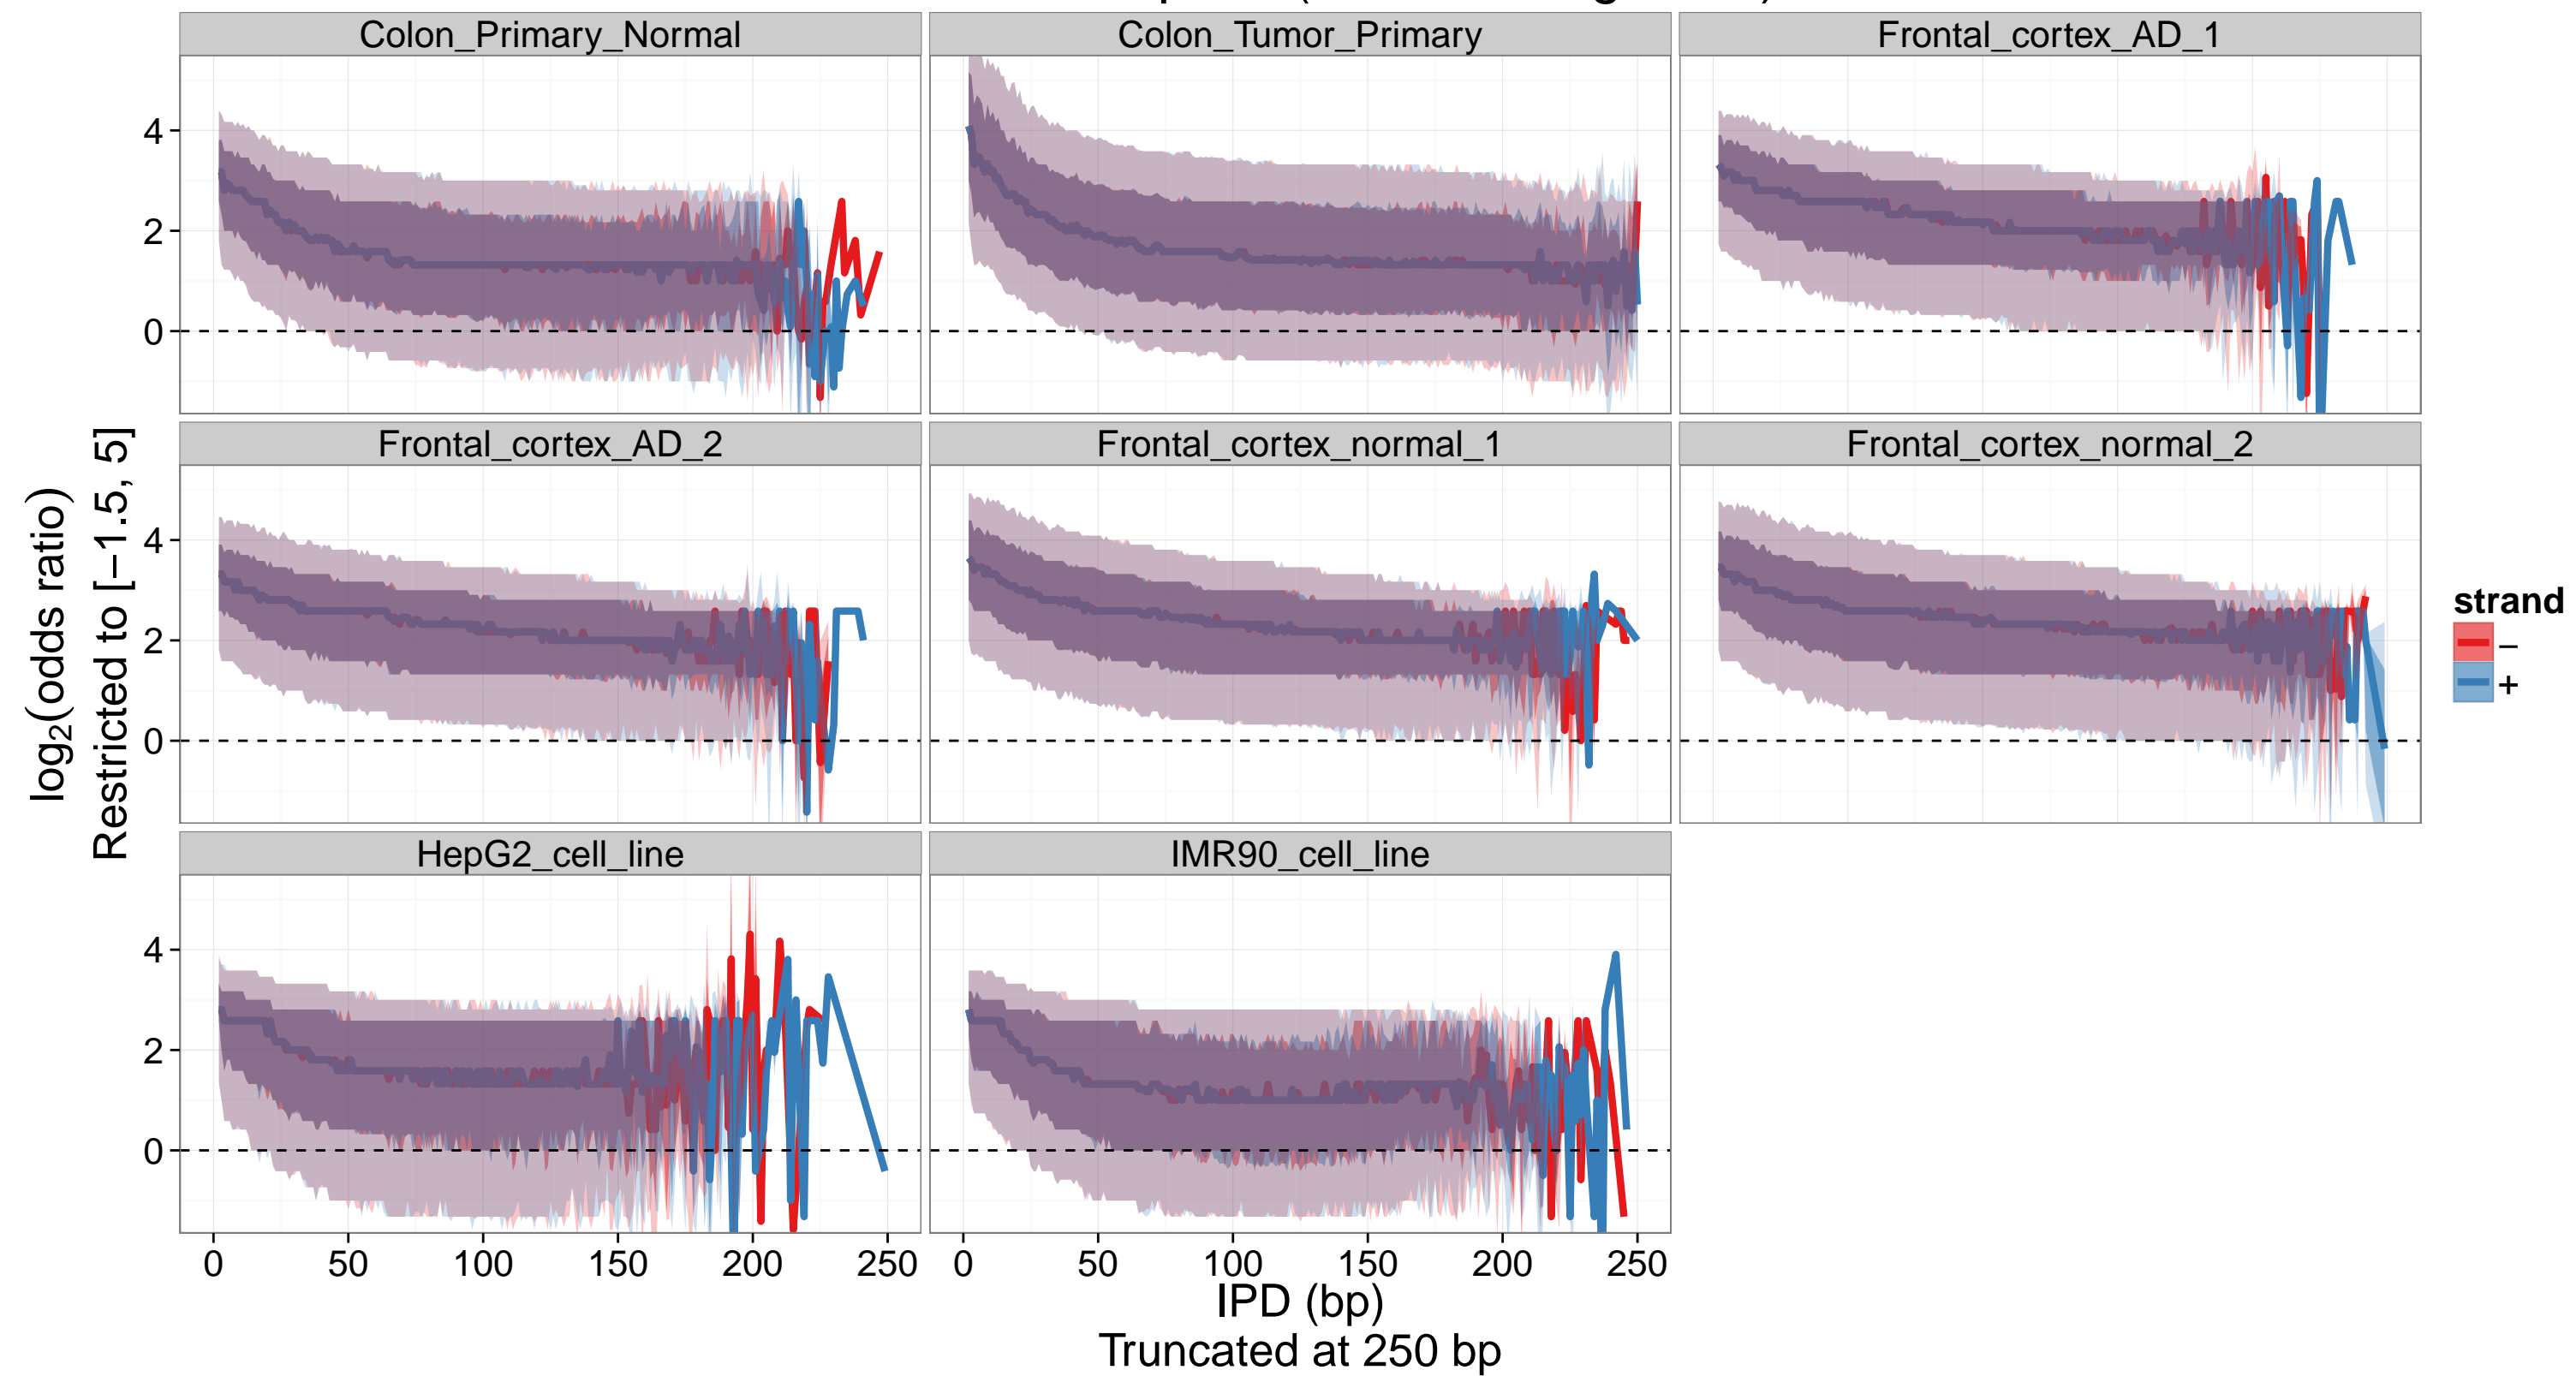 Colon_Primary_Normal Colon_Tumor_Primary Frontal_cortex_AD_1
4
2
0
Frontal_cortex_AD_2 Frontal_cortex_normal_1 Frontal_cortex_normal_2
4
2
0
HepG2_cell_line IMR90_cell_line
4
2
0
0 50 100 150 200 250 0 50 100 150 200 250
IPD (bp)
Truncated at 250 bp
log₂(odds ratio)
Restricted to [−1.5, 5]
strand
−
+